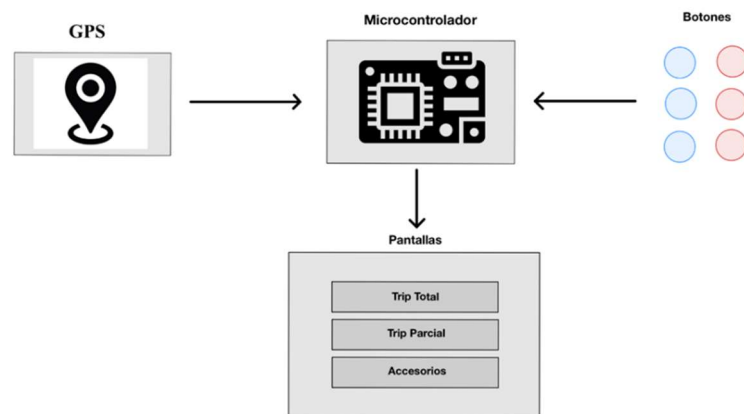 GPS
Microcontrolador
Botones
Pantallas
Trip Total
Trip Parcial
Accesorios